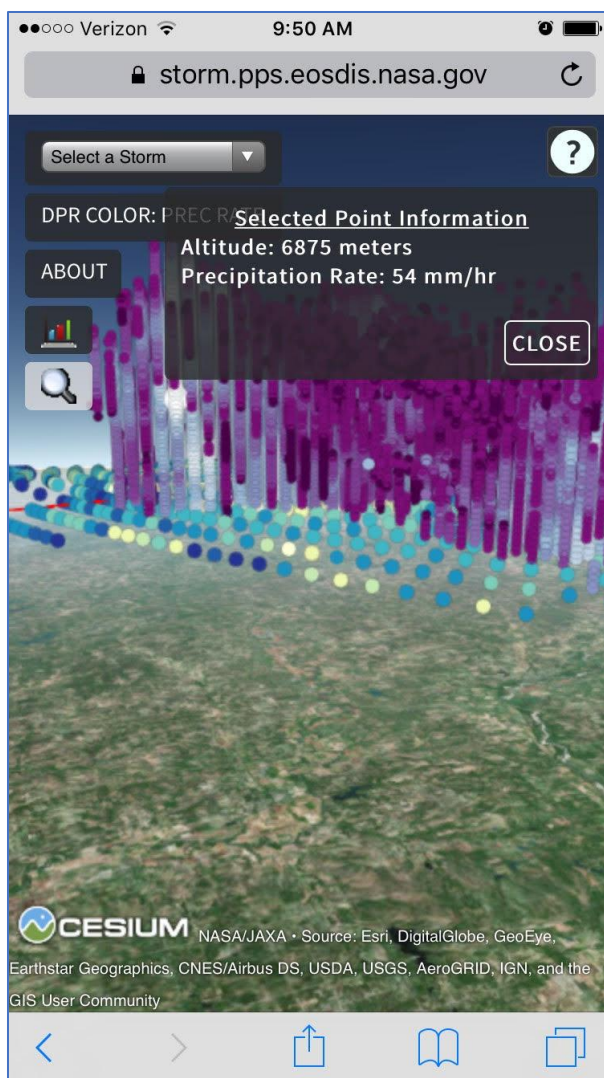 Verizon 9:50 AM
storm.pps.eosdis.nasa.gov
Select a Storm
?
DPR COLOR: PREC RATE
Selected Point Information
Altitude: 6875 meters
ABOUT
Precipitation Rate: 54 mm/hr
CLOSE
CESIUM NASA/JAXA • Source: Esri, DigitalGlobe, GeoEye,
Earthstar Geographics, CNES/Airbus DS, USDA, USGS, AeroGRID, IGN, and the
GIS User Community